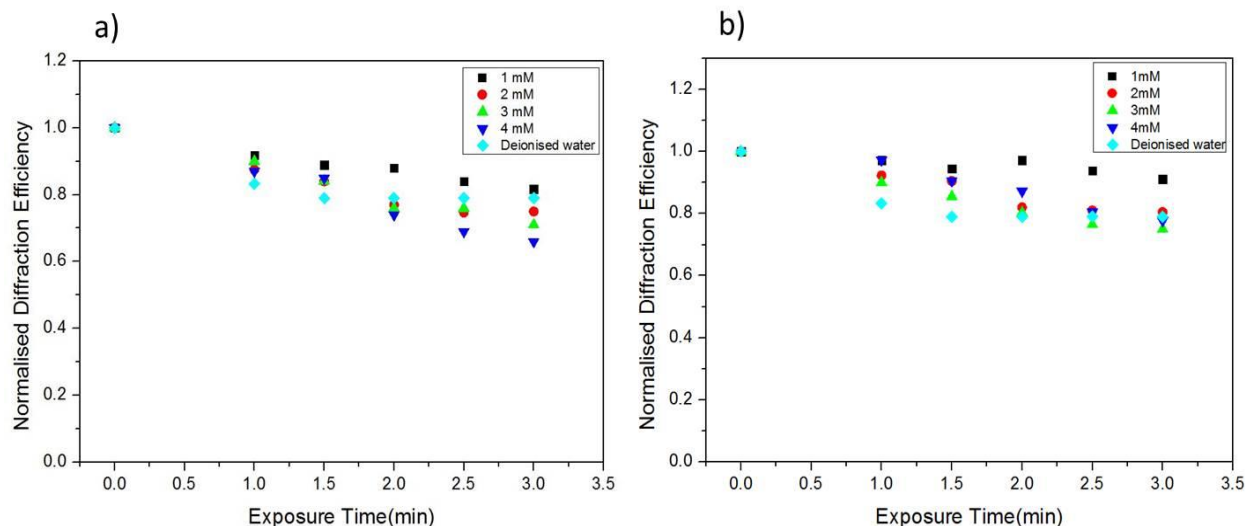 a)
1.2
1.0
0.8
0.6
0.4
0.2
0.0
Normalised Diffraction Efficiency
1 mM
2 mM
3 mM
4 mM
Deionised water
0.0 0.5 1.0 1.5 2.0 2.5 3.0 3.5
Exposure Time(min)
b)
1.2
1.0
0.8
0.6
0.4
0.2
0.0
Normalised Diffraction Efficiency
1mM
2mM
3mM
4mM
Deionised water
0.0 0.5 1.0 1.5 2.0 2.5 3.0 3.5
Exposure Time(min)